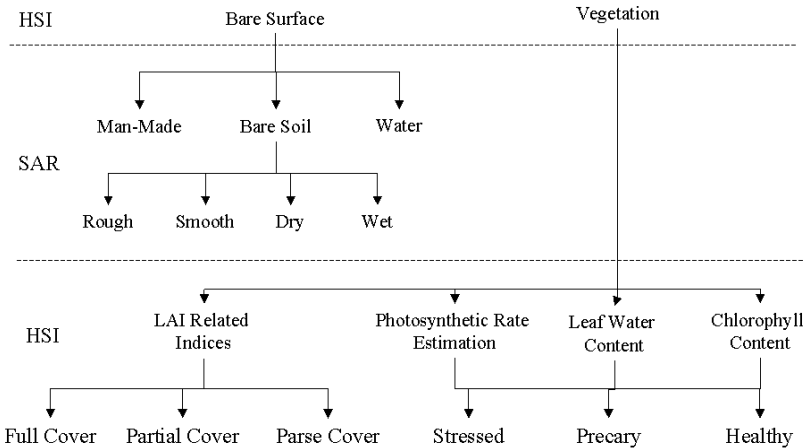 HSI Bare Surface Vegetation
Man-Made Bare Soil Water
SAR
Rough Smooth Dry Wet
HSI
LAI Related Indices
Photosynthetic Rate Estimation
Leaf Water Content
Chlorophyll Content
Full Cover Partial Cover Parse Cover Stressed Precary Healthy